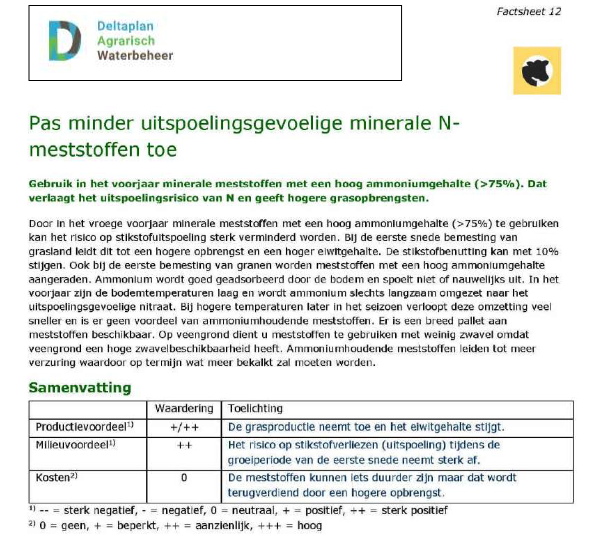 Factsheet 12
Deltaplan
Agrarisch
Waterbeheer
Pas minder uitspoelingsgevoelige minerale N-
meststoffen toe
Gebruik in het voorjaar minerale meststoffen met een hoog ammoniumgehalte (>75%). Dat
verlaagt het uitspoelingsrisico van N en geeft hogere grasopbrengsten.
Door in het vroege voorjaar minerale meststoffen met een hoog ammoniumgehalte (>75%) te gebruiken
kan het risico op stikstofuitspoeling sterk verminderd worden. Bij de eerste snede bemesting van
grasland leidt dit tot een hogere opbrengst en een hoger eiwitgehalte. De stikstofbenutting kan met 10%
stijgen. Ook bij de eerste bemesting van granen worden meststoffen met een hoog ammoniumgehalte
aangeraden. Ammonium wordt goed geadsorbeerd door de bodem en spoelt niet of nauwelijks uit. In het
voorjaar zijn de bodemtemperaturen laag en wordt ammonium slechts langzaam omgezet naar het
uitspoelingsgevoelige nitraat. Bij hogere temperaturen later in het seizoen verloopt deze omzetting veel
sneller en is er geen voordeel van ammoniumhoudende meststoffen. Er is een breed pallet aan
meststoffen beschikbaar. Op veengrond dient u meststoffen te gebruiken met weinig zwavel omdat
veengrond een hoge zwavelbeschikbaarheid heeft. Ammoniumhoudende meststoffen leiden tot meer
verzuring waardoor op termijn wat meer bekalkt zal moeten worden.
Samenvatting
Waardering Toelichting
Productievoordeel1) +/++ De grasproductie neemt toe en het eiwitgehalte stijgt.
Milieuvoordeel1) ++ Het risico op stikstofverliezen (uitspoeling) tijdens de
groeiperiode van de eerste snede neemt sterk af.
Kosten2) 0 De meststoffen kunnen iets duurder zijn maar dat wordt
terugverdiend door een hogere opbrengst.
1) -- = sterk negatief, - = negatief, 0 = neutraal, + = positief, ++ = sterk positief
2) 0 = geen, + = beperkt, ++ = aanzienlijk, +++ = hoog